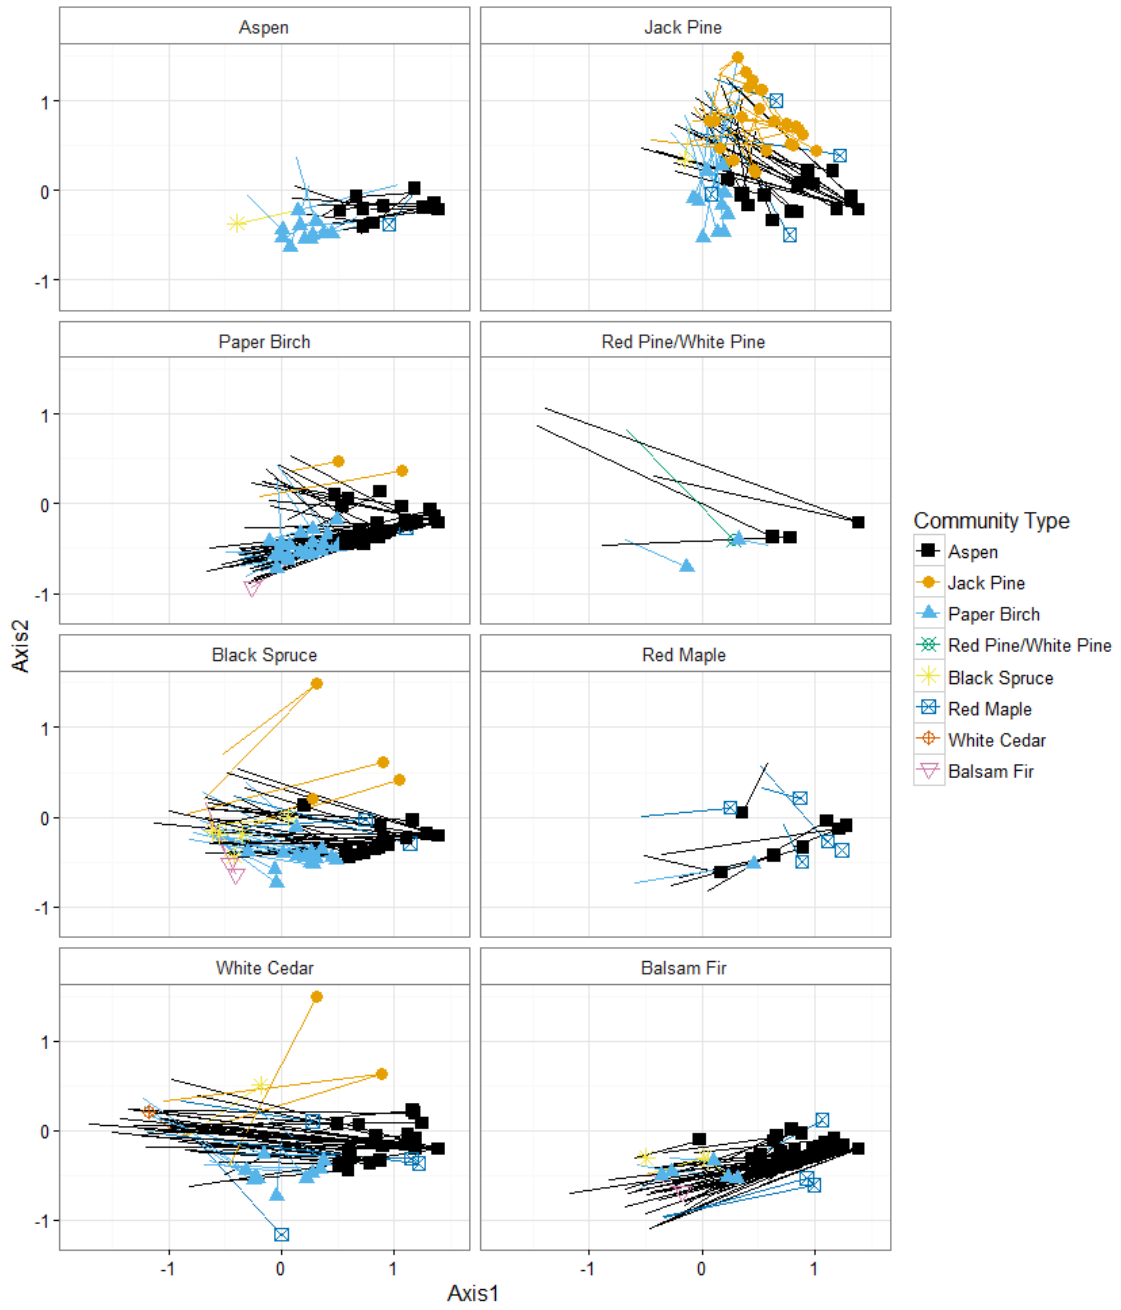 Aspen
Jack Pine
1
0
-1
Paper Birch
Red Pine/White Pine
1
0
-1
Black Spruce
Red Maple
1
0
-1
White Cedar
Balsam Fir
1
0
-1
-1
0
1
-1
0
1
Axis1
Axis2
Community Type
Aspen
Jack Pine
Paper Birch
Red Pine/White Pine
Black Spruce
Red Maple
White Cedar
Balsam Fir